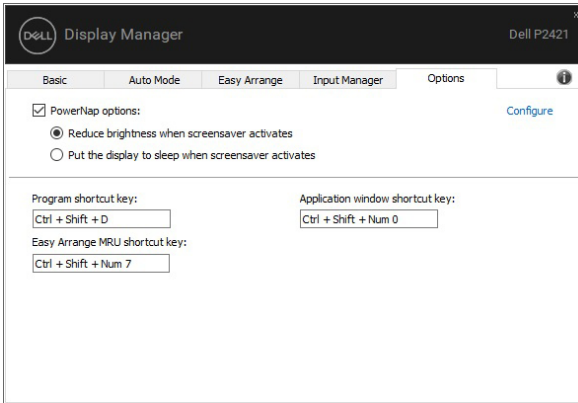 DELL Display Manager
Dell P2421
Basic
Auto Mode
Easy Arrange
Input Manager
Options
PowerNap options:
Configure
Reduce brightness when screensaver activates
Put the display to sleep when screensaver activates
Program shortcut key:
Application window shortcut key:
Ctrl + Shift + D
Ctrl + Shift + Num 0
Easy Arrange MRU shortcut key:
Ctrl + Shift + Num 7